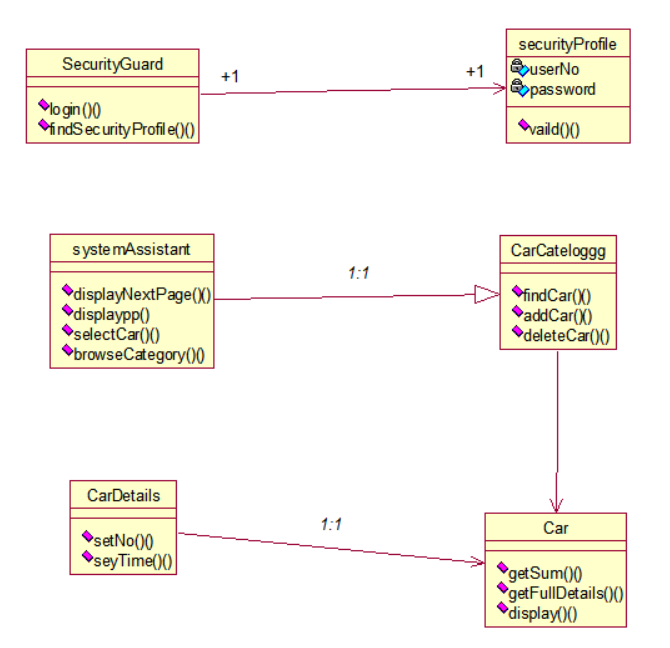 SecurityGuard
login()()
findSecurityProfile()()
+1
+1
securityProfile
userNo
password
vaild()()
systemAssistant
displayNextPage()()
displaypp()
selectCar()()
browseCategory()()
1:1
CarCateloggg
findCar()()
addCar()()
deleteCar()()
CarDetails
setNo()()
seyTime()()
1:1
Car
getSum()()
getFullDetails()()
display()()